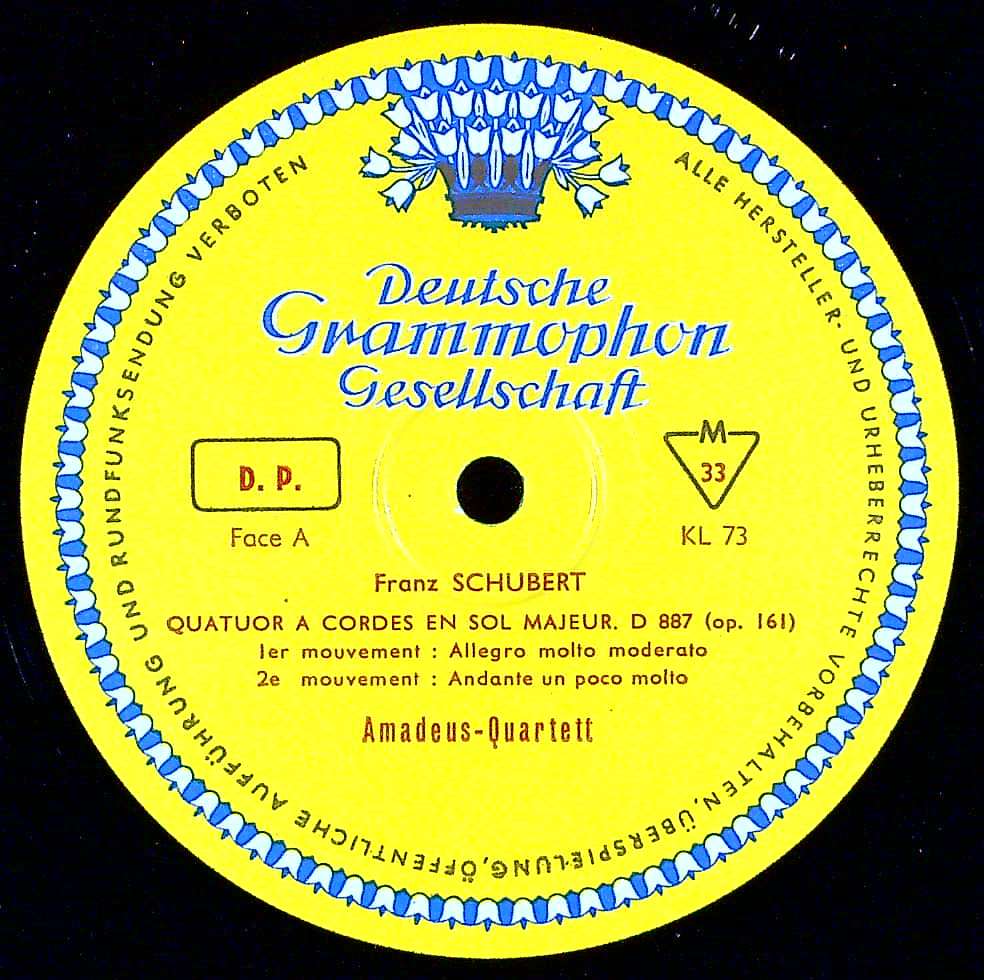 ALLE HERSTELLER- UND URHEBERRECHTE VORBEHALTEN, ÜBERSPIELUNG, ÖFFENTLICHE AUFFÜHRUNG UND RUNDFUNKSENDUNG VERBOTEN
Deutsche
Grammophon
Gesellschaft
D. P.
M
33
Face A
KL 73
Franz SCHUBERT
QUATUOR A CORDES EN SOL MAJEUR. D 887 (op. 161)
1er mouvement : Allegro molto moderato
2e mouvement : Andante un poco molto
Amadeus-Quartett